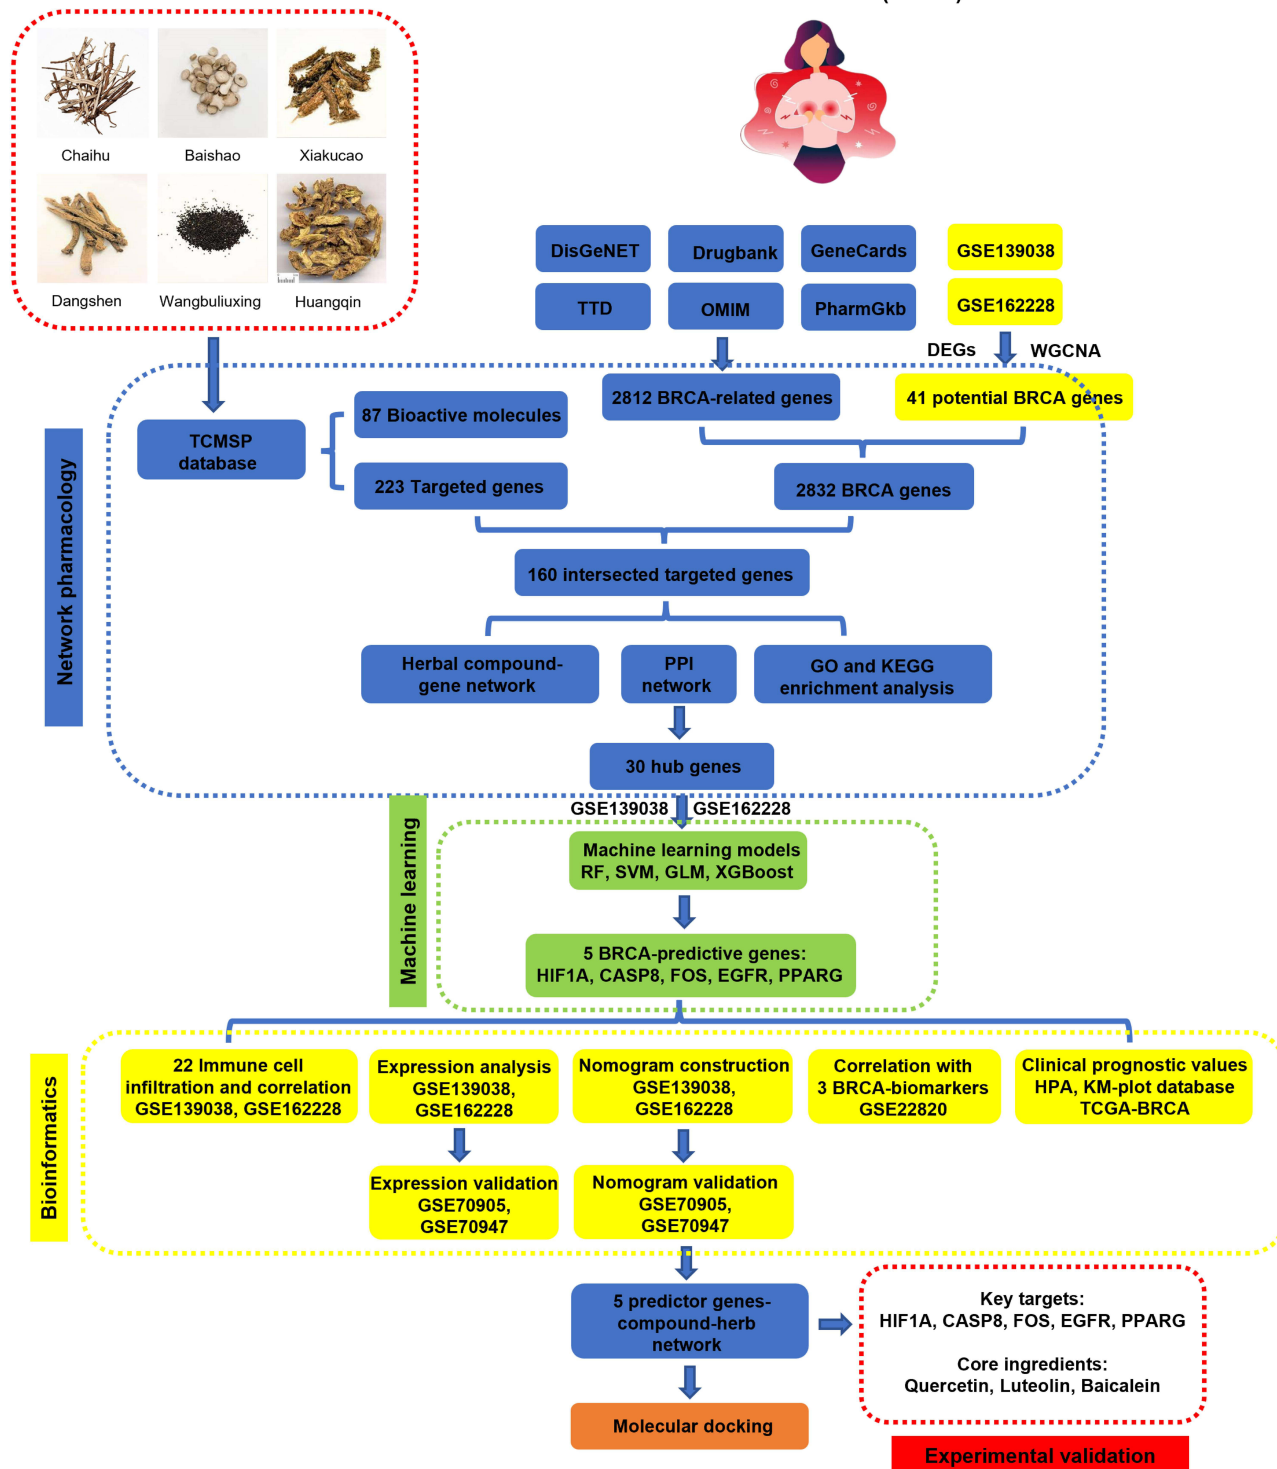 Chaihu
Baishao
Xiakucao
Dangshen
Wangbuliuxing
Huangqin
DisGeNET
Drugbank
GeneCards
GSE139038
TTD
OMIM
PharmGkb
GSE162228
DEGs
WGCNA
Network pharmacology
TCMSP
database
87 Bioactive molecules
223 Targeted genes
2812 BRCA-related genes
41 potential BRCA genes
2832 BRCA genes
160 intersected targeted genes
Herbal compound-
gene network
PPI
network
GO and KEGG
enrichment analysis
30 hub genes
GSE139038
GSE162228
Machine learning
Machine learning models
RF, SVM, GLM, XGBoost
5 BRCA-predictive genes:
HIF1A, CASP8, FOS, EGFR, PPARG
Bioinformatics
22 Immune cell
infiltration and correlation
GSE139038, GSE162228
Expression analysis
GSE139038,
GSE162228
Nomogram construction
GSE139038,
GSE162228
Correlation with
3 BRCA-biomarkers
GSE22820
Clinical prognostic values
HPA, KM-plot database
TCGA-BRCA
Expression validation
GSE70905,
GSE70947
Nomogram validation
GSE70905,
GSE70947
5 predictor genes-
compound-herb
network
Key targets:
HIF1A, CASP8, FOS, EGFR, PPARG
Core ingredients:
Quercetin, Luteolin, Baicalein
Molecular docking
Experimental validation